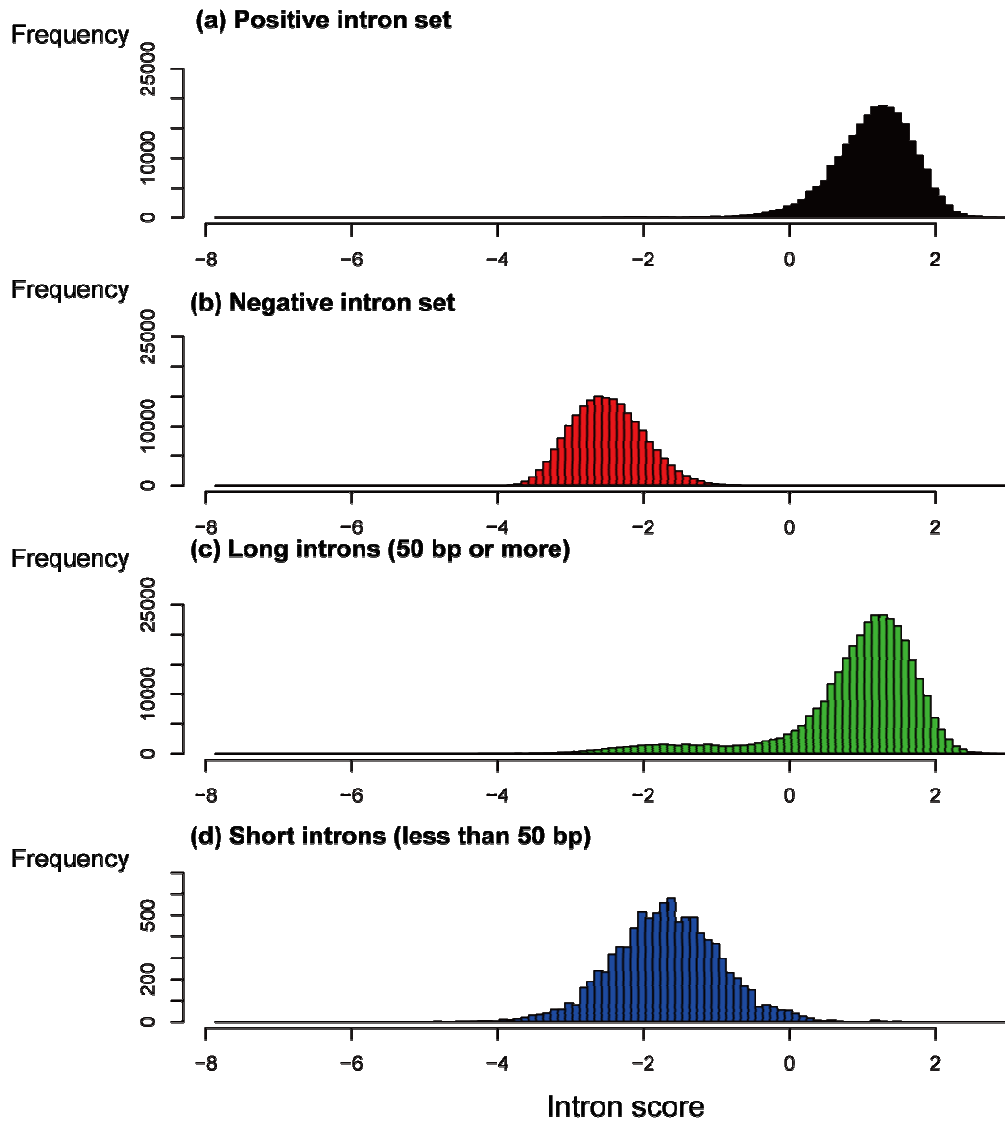 (a) Positive intron set
Frequency
25000
10000
0
−8 −6 −4 −2 0 2
Frequency
(b) Negative intron set
25000
10000
0
−8 −6 −4 −2 0 2
(c) Long introns (50 bp or more)
Frequency
25000
10000
0
−8 −6 −4 −2 0 2
(d) Short introns (less than 50 bp)
Frequency
500
200
0
−8 −6 −4 −2 0 2
Intron score